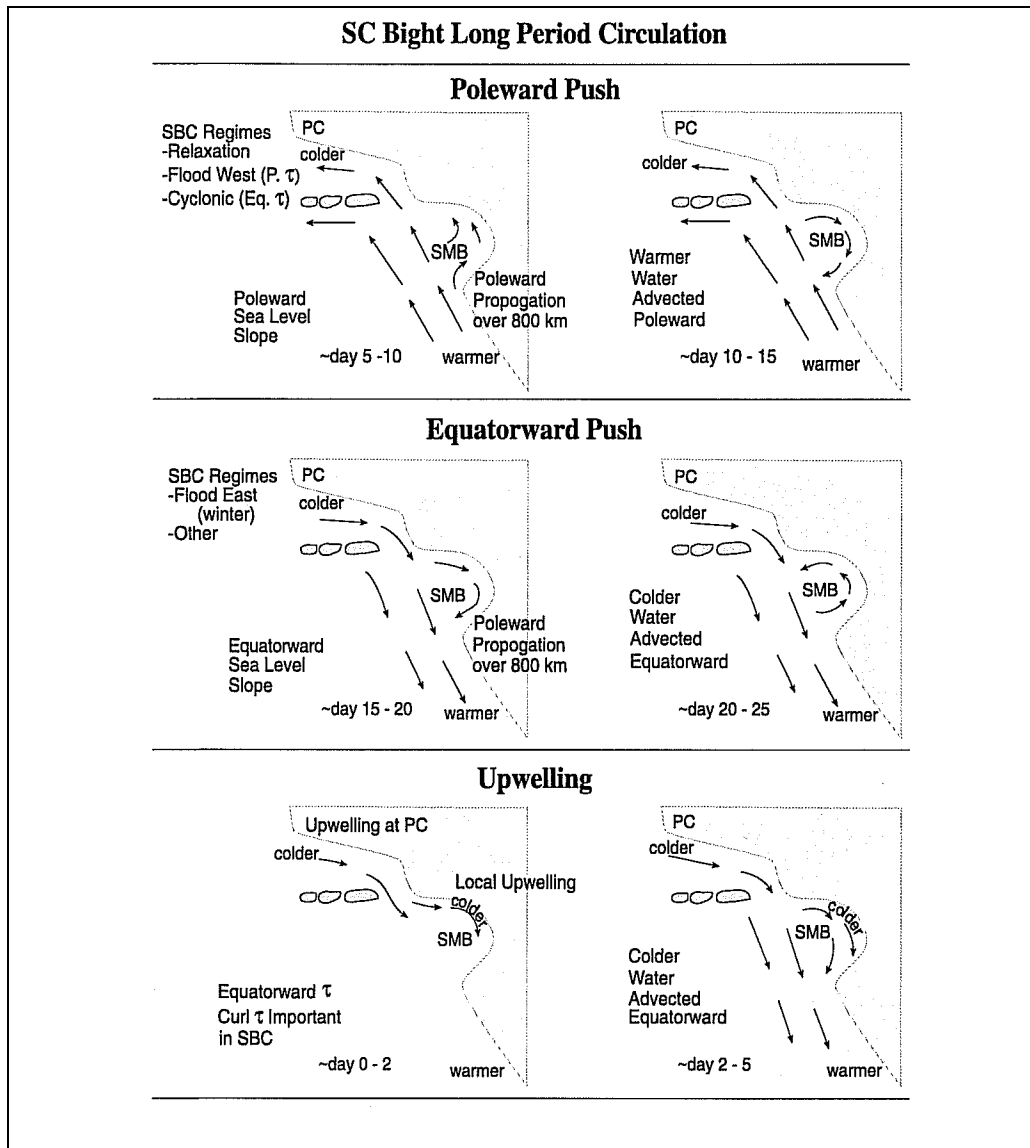 SC Bight Long Period Circulation
Poleward Push
SBC Regimes
-Relaxation
-Flood West (P. τ)
-Cyclonic (Eq. τ)
PC
colder
SMB
Poleward
Propogation
over 800 km
Poleward
Sea Level
Slope
~day 5 -10
warmer
PC
colder
SMB
Warmer
Water
Advected
Poleward
~day 10 - 15
warmer
Equatorward Push
SBC Regimes
-Flood East
(winter)
-Other
PC
colder
SMB
Poleward
Propogation
over 800 km
Equatorward
Sea Level
Slope
~day 15 - 20
warmer
PC
colder
SMB
Colder
Water
Advected
Equatorward
~day 20 - 25
warmer
Upwelling
Upwelling at PC
colder
Local Upwelling
colder
SMB
Equatorward τ
Curl τ Important
in SBC
~day 0 - 2
warmer
PC
colder
colder
SMB
Colder
Water
Advected
Equatorward
~day 2 - 5
warmer